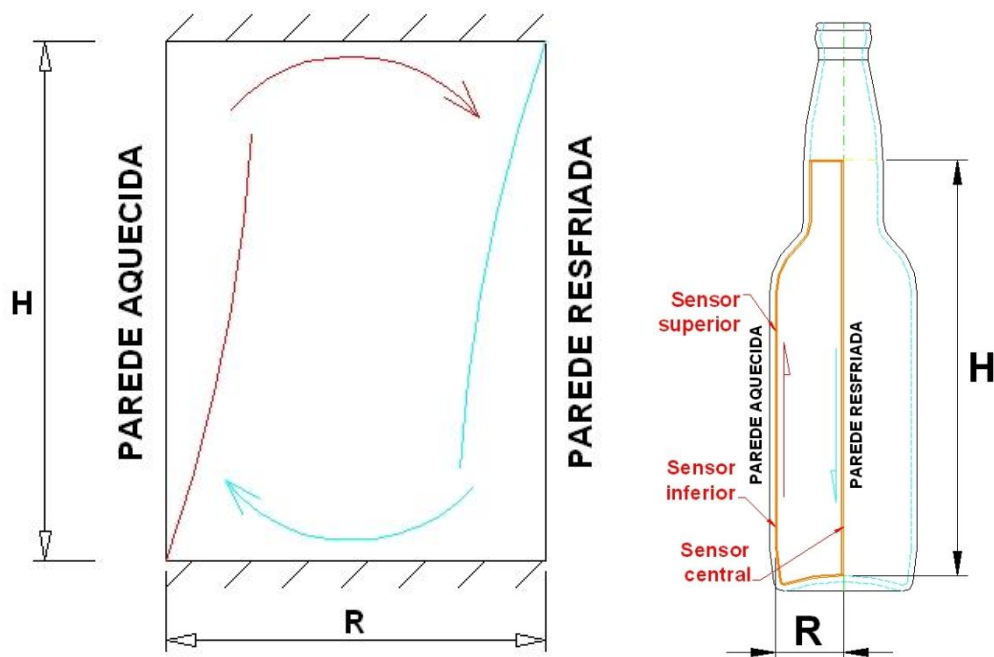 H
PAREDE AQUECIDA
PAREDE RESFRIADA
R
Sensor
superior
PAREDE AQUECIDA
PAREDE RESFRIADA
H
Sensor
inferior
Sensor
central
R